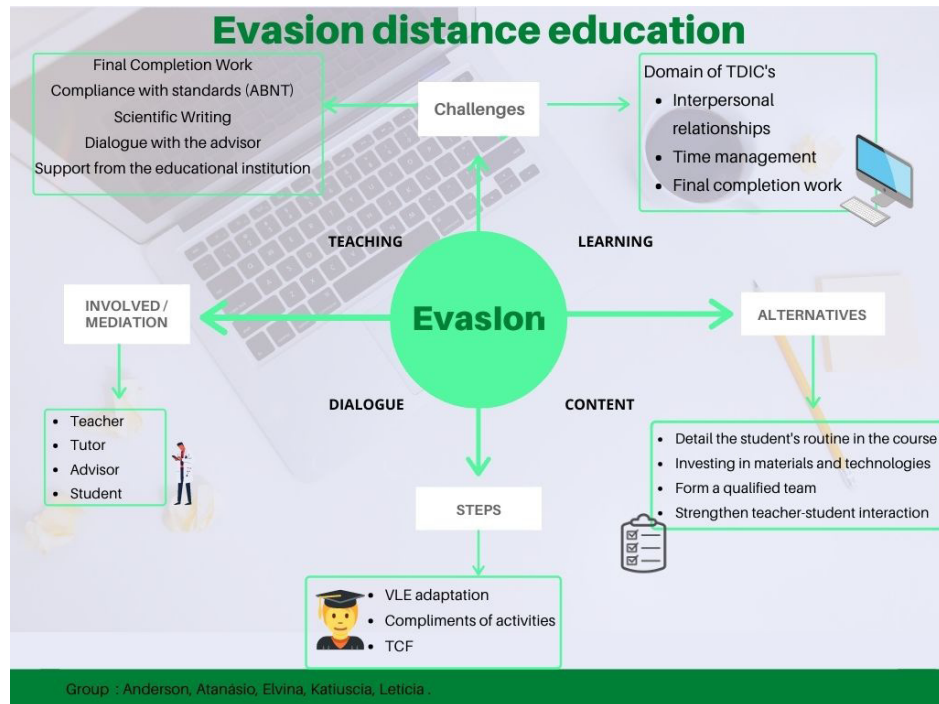 Evasion distance education
Final Completion Work
Compliance with standards (ABNT)
Scientific Writing
Dialogue with the advisor
Support from the educational institution
Challenges
Domain of TDIC's
• Interpersonal
relationships
• Time management
• Final completion work
TEACHING
LEARNING
INVOLVED /
MEDIATION
Evasion
ALTERNATIVES
DIALOGUE
CONTENT
• Teacher
• Tutor
• Advisor
• Student
• Detail the student's routine in the course
• Investing in materials and technologies
• Form a qualified team
• Strengthen teacher-student interaction
STEPS
• VLE adaptation
• Compliments of activities
• TCF
Group : Anderson, Atanásio, Elvina, Katiuscia, Leticia .